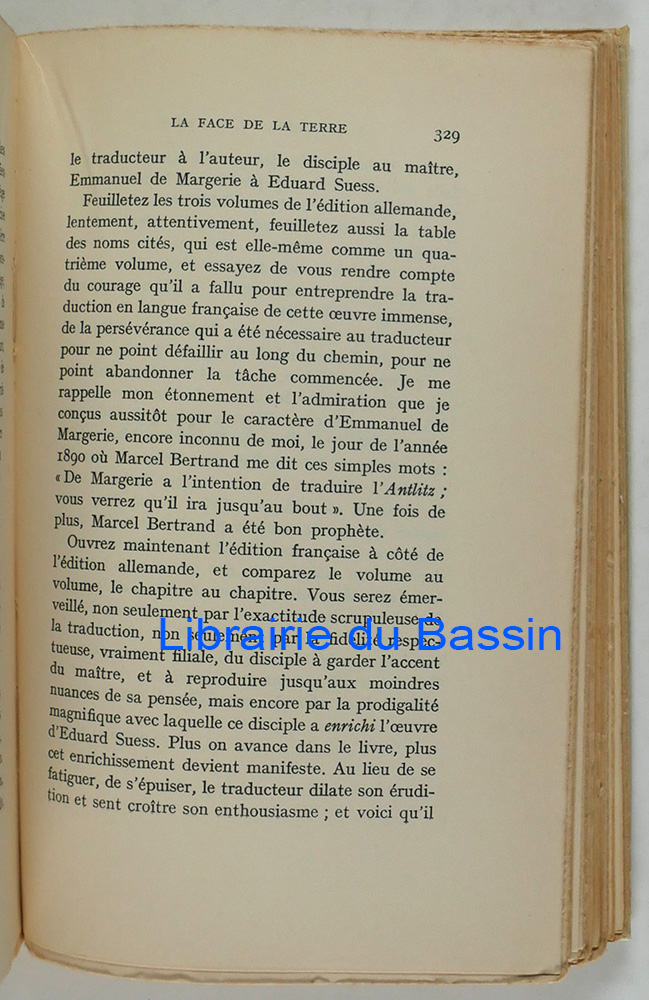 LA FACE DE LA TERRE 329
le traducteur à l'auteur, le disciple au maître,
Emmanuel de Margerie à Eduard Suess.
Feuilletez les trois volumes de l'édition allemande,
lentement, attentivement, feuilletez aussi la table
des noms cités, qui est elle-même comme un qua-
trième volume, et essayez de vous rendre compte
du courage qu'il a fallu pour entreprendre la tra-
duction en langue française de cette œuvre immense,
de la persévérance qui a été nécessaire au traducteur
pour ne point défaillir au long du chemin, pour ne
point abandonner la tâche commencée. Je me
rappelle mon étonnement et l'admiration que je
conçus aussitôt pour le caractère d'Emmanuel de
Margerie, encore inconnu de moi, le jour de l'année
1890 où Marcel Bertrand me dit ces simples mots :
« De Margerie a l'intention de traduire l'Antlitz ;
vous verrez qu'il ira jusqu'au bout ». Une fois de
plus, Marcel Bertrand a été bon prophète.
Ouvrez maintenant l'édition française à côté de
l'édition allemande, et comparez le volume au
volume, le chapitre au chapitre. Vous serez émer-
veillé, non seulement par l'exactitude scrupuleuse de
la traduction, non seulement par la fidélité respec-
tueuse, vraiment filiale, du disciple à garder l'accent
du maître, et à reproduire jusqu'aux moindres
nuances de sa pensée, mais encore par la prodigalité
magnifique avec laquelle ce disciple a enrichi l'œuvre
d'Eduard Suess. Plus on avance dans le livre, plus
cet enrichissement devient manifeste. Au lieu de se
fatiguer, de s'épuiser, le traducteur dilate son érudi-
tion et sent croître son enthousiasme ; et voici qu'il
Librairie du Bassin